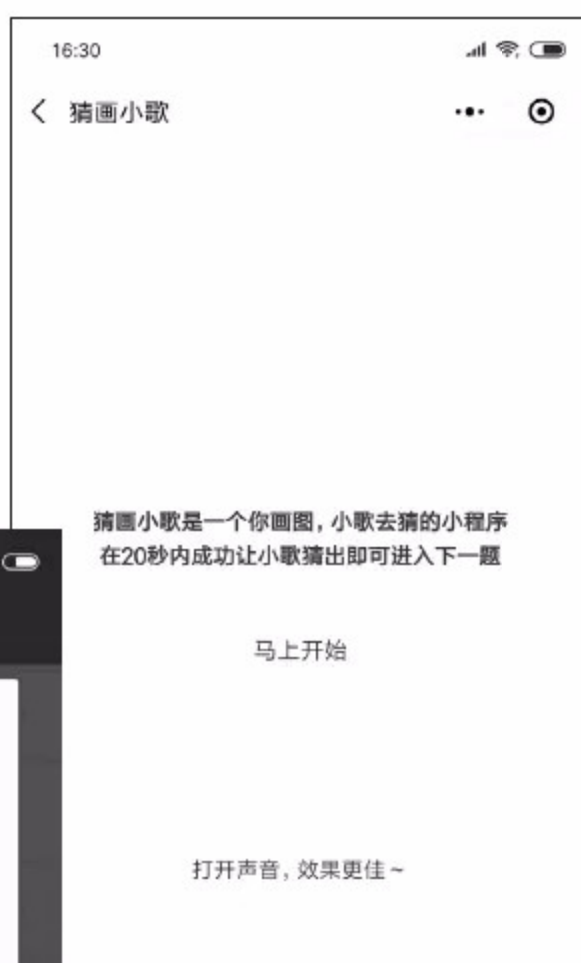 16:30
猜画小歌
猜画小歌是一个你画图，小歌去猜的小程序
在20秒内成功让小歌猜出即可进入下一题
马上开始
打开声音，效果更佳~